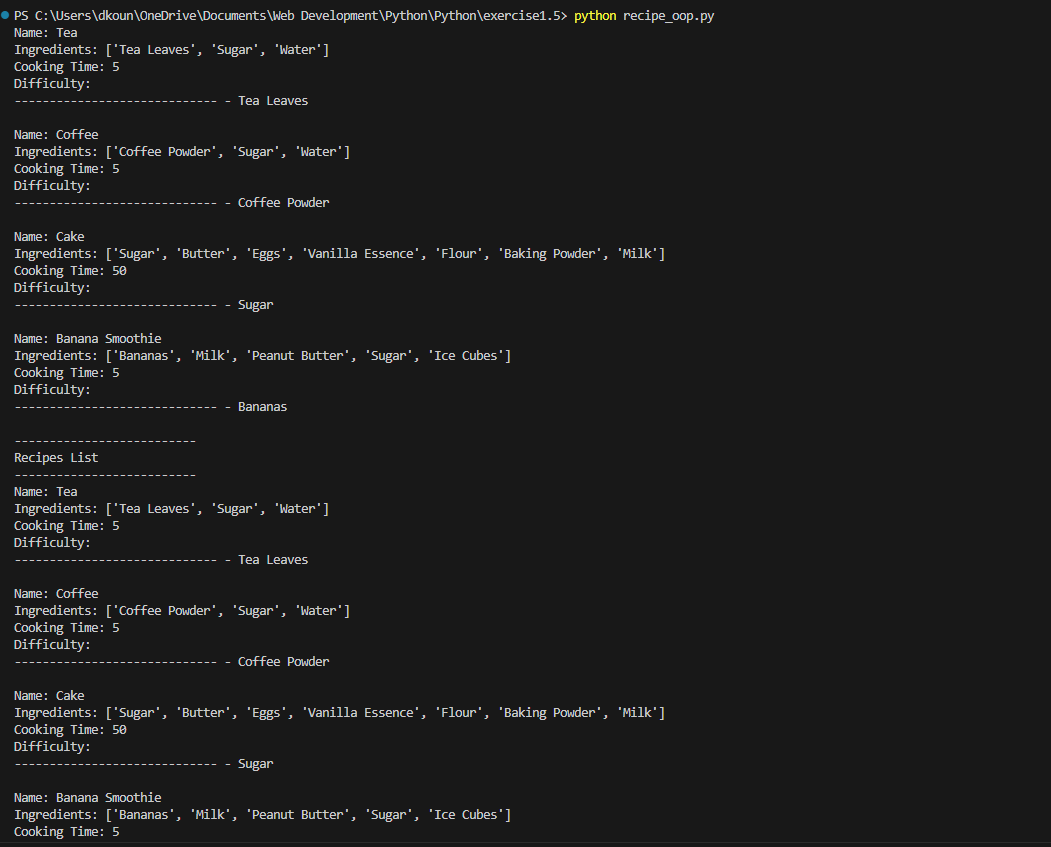 PS C:\Users\dkoun\OneDrive\Documents\Web Development\Python\Python\exercise1.5> python recipe_oop.py
Name: Tea
Ingredients: ['Tea Leaves', 'Sugar', 'Water']
Cooking Time: 5
Difficulty:
----------------------------- - Tea Leaves
Name: Coffee
Ingredients: ['Coffee Powder', 'Sugar', 'Water']
Cooking Time: 5
Difficulty:
----------------------------- - Coffee Powder
Name: Cake
Ingredients: ['Sugar', 'Butter', 'Eggs', 'Vanilla Essence', 'Flour', 'Baking Powder', 'Milk']
Cooking Time: 50
Difficulty:
----------------------------- - Sugar
Name: Banana Smoothie
Ingredients: ['Bananas', 'Milk', 'Peanut Butter', 'Sugar', 'Ice Cubes']
Cooking Time: 5
Difficulty:
----------------------------- - Bananas
--------------------------
Recipes List
--------------------------
Name: Tea
Ingredients: ['Tea Leaves', 'Sugar', 'Water']
Cooking Time: 5
Difficulty:
----------------------------- - Tea Leaves
Name: Coffee
Ingredients: ['Coffee Powder', 'Sugar', 'Water']
Cooking Time: 5
Difficulty:
----------------------------- - Coffee Powder
Name: Cake
Ingredients: ['Sugar', 'Butter', 'Eggs', 'Vanilla Essence', 'Flour', 'Baking Powder', 'Milk']
Cooking Time: 50
Difficulty:
----------------------------- - Sugar
Name: Banana Smoothie
Ingredients: ['Bananas', 'Milk', 'Peanut Butter', 'Sugar', 'Ice Cubes']
Cooking Time: 5